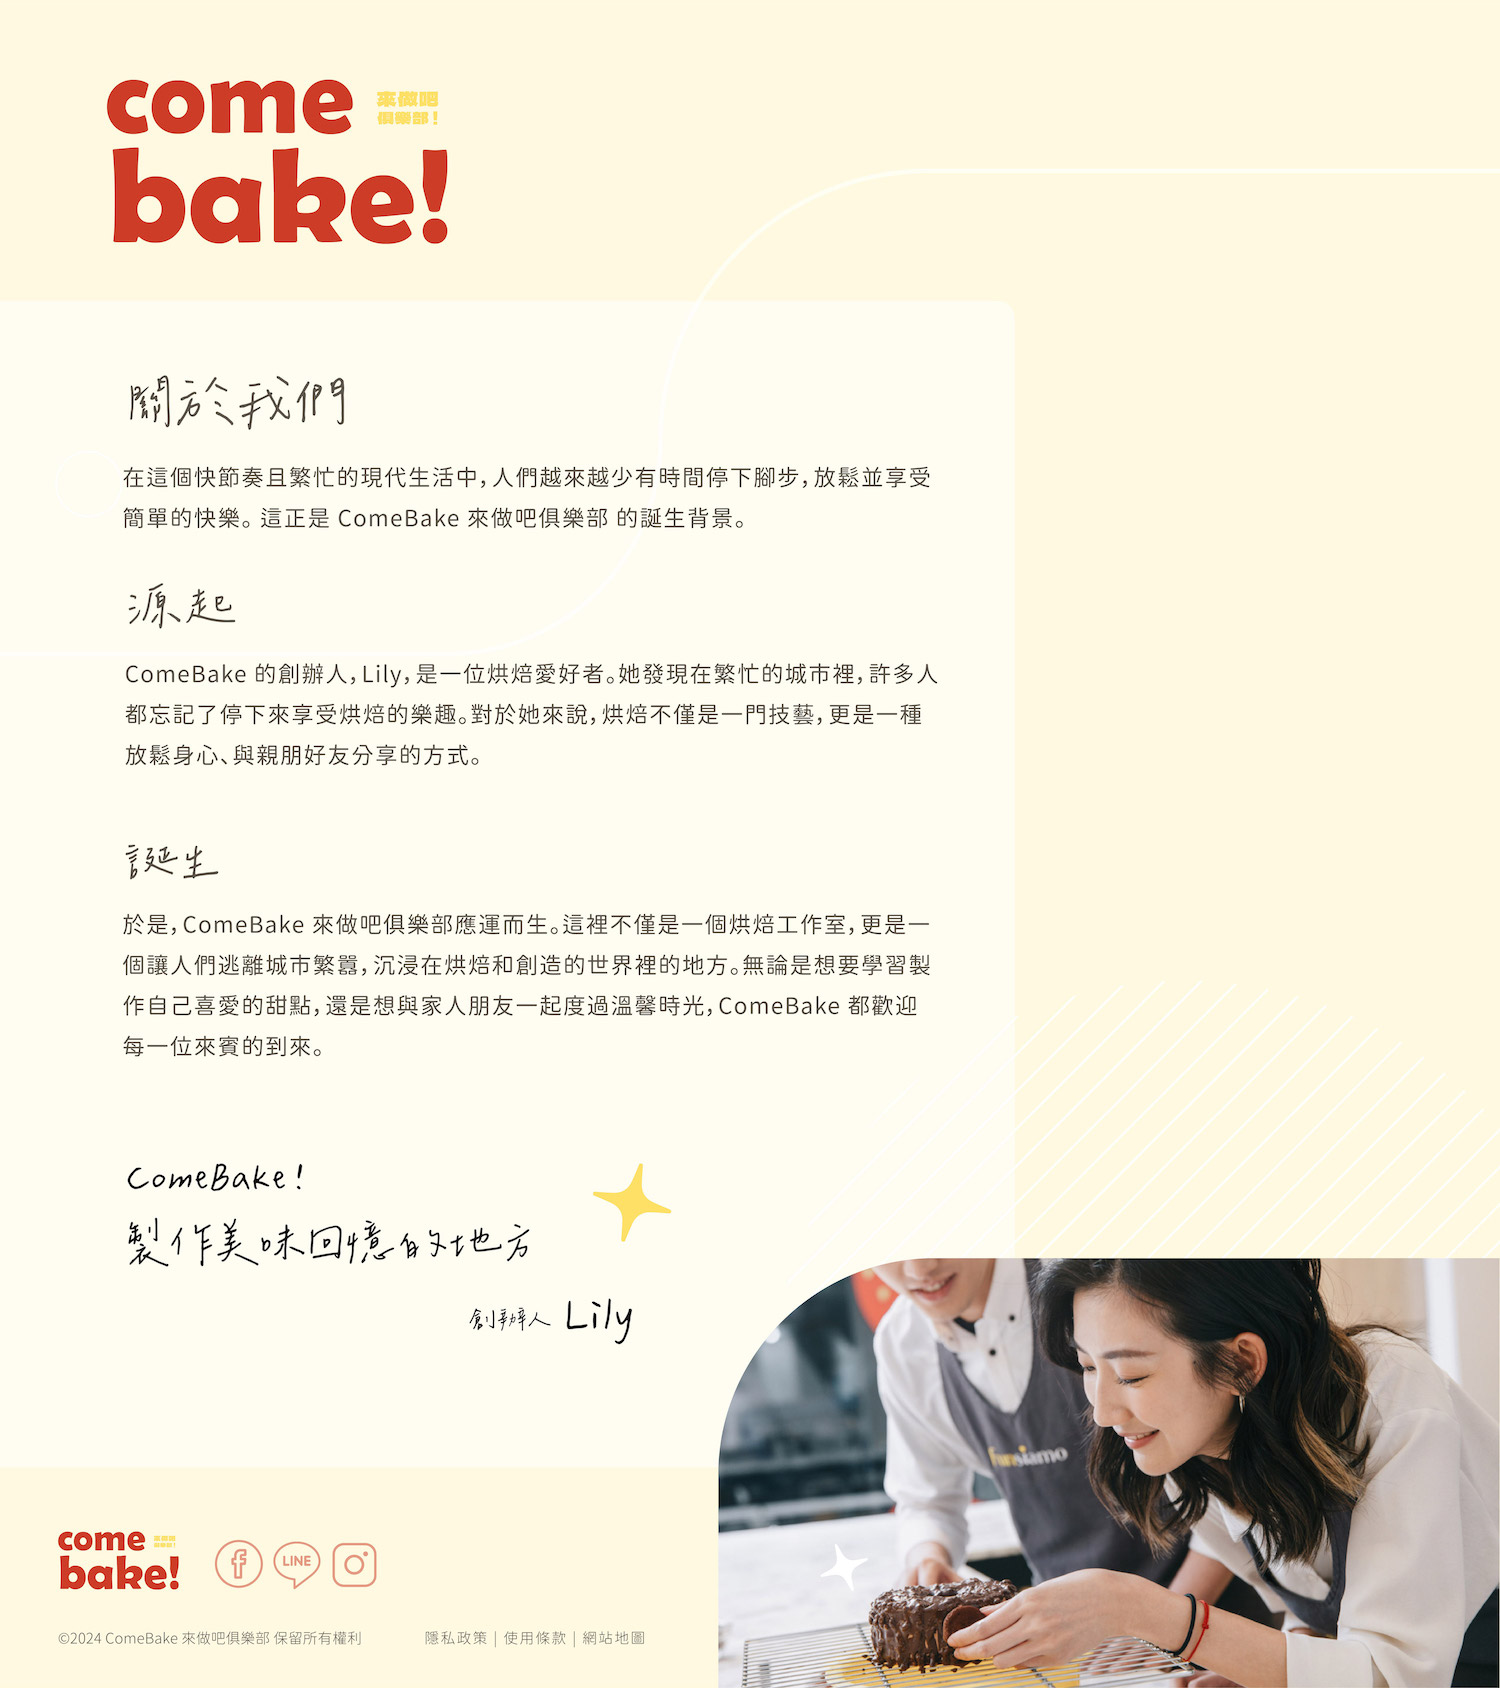 come
來做吧
俱樂部！
bake!
關於我們
在這個快節奏且繁忙的現代生活中，人們越來越少有時間停下腳步，放鬆並享受
簡單的快樂。這正是 ComeBake 來做吧俱樂部 的誕生背景。
源起
ComeBake 的創辦人，Lily，是一位烘焙愛好者。她發現在繁忙的城市裡，許多人
都忘記了停下來享受烘焙的樂趣。對於她來說，烘焙不僅是一門技藝，更是一種
放鬆身心、與親朋好友分享的方式。
誕生
於是，ComeBake 來做吧俱樂部應運而生。這裡不僅是一個烘焙工作室，更是一
個讓人們逃離城市繁囂，沉浸在烘焙和創造的世界裡的地方。無論是想要學習製
作自己喜愛的甜點，還是想與家人朋友一起度過溫馨時光，ComeBake 都歡迎
每一位來賓的到來。
ComeBake！
製作美味回憶的地方
創辦人 Lily
funsiamo
come
bake!
LINE
©2024 ComeBake 來做吧俱樂部 保留所有權利
隱私政策 | 使用條款 | 網站地圖